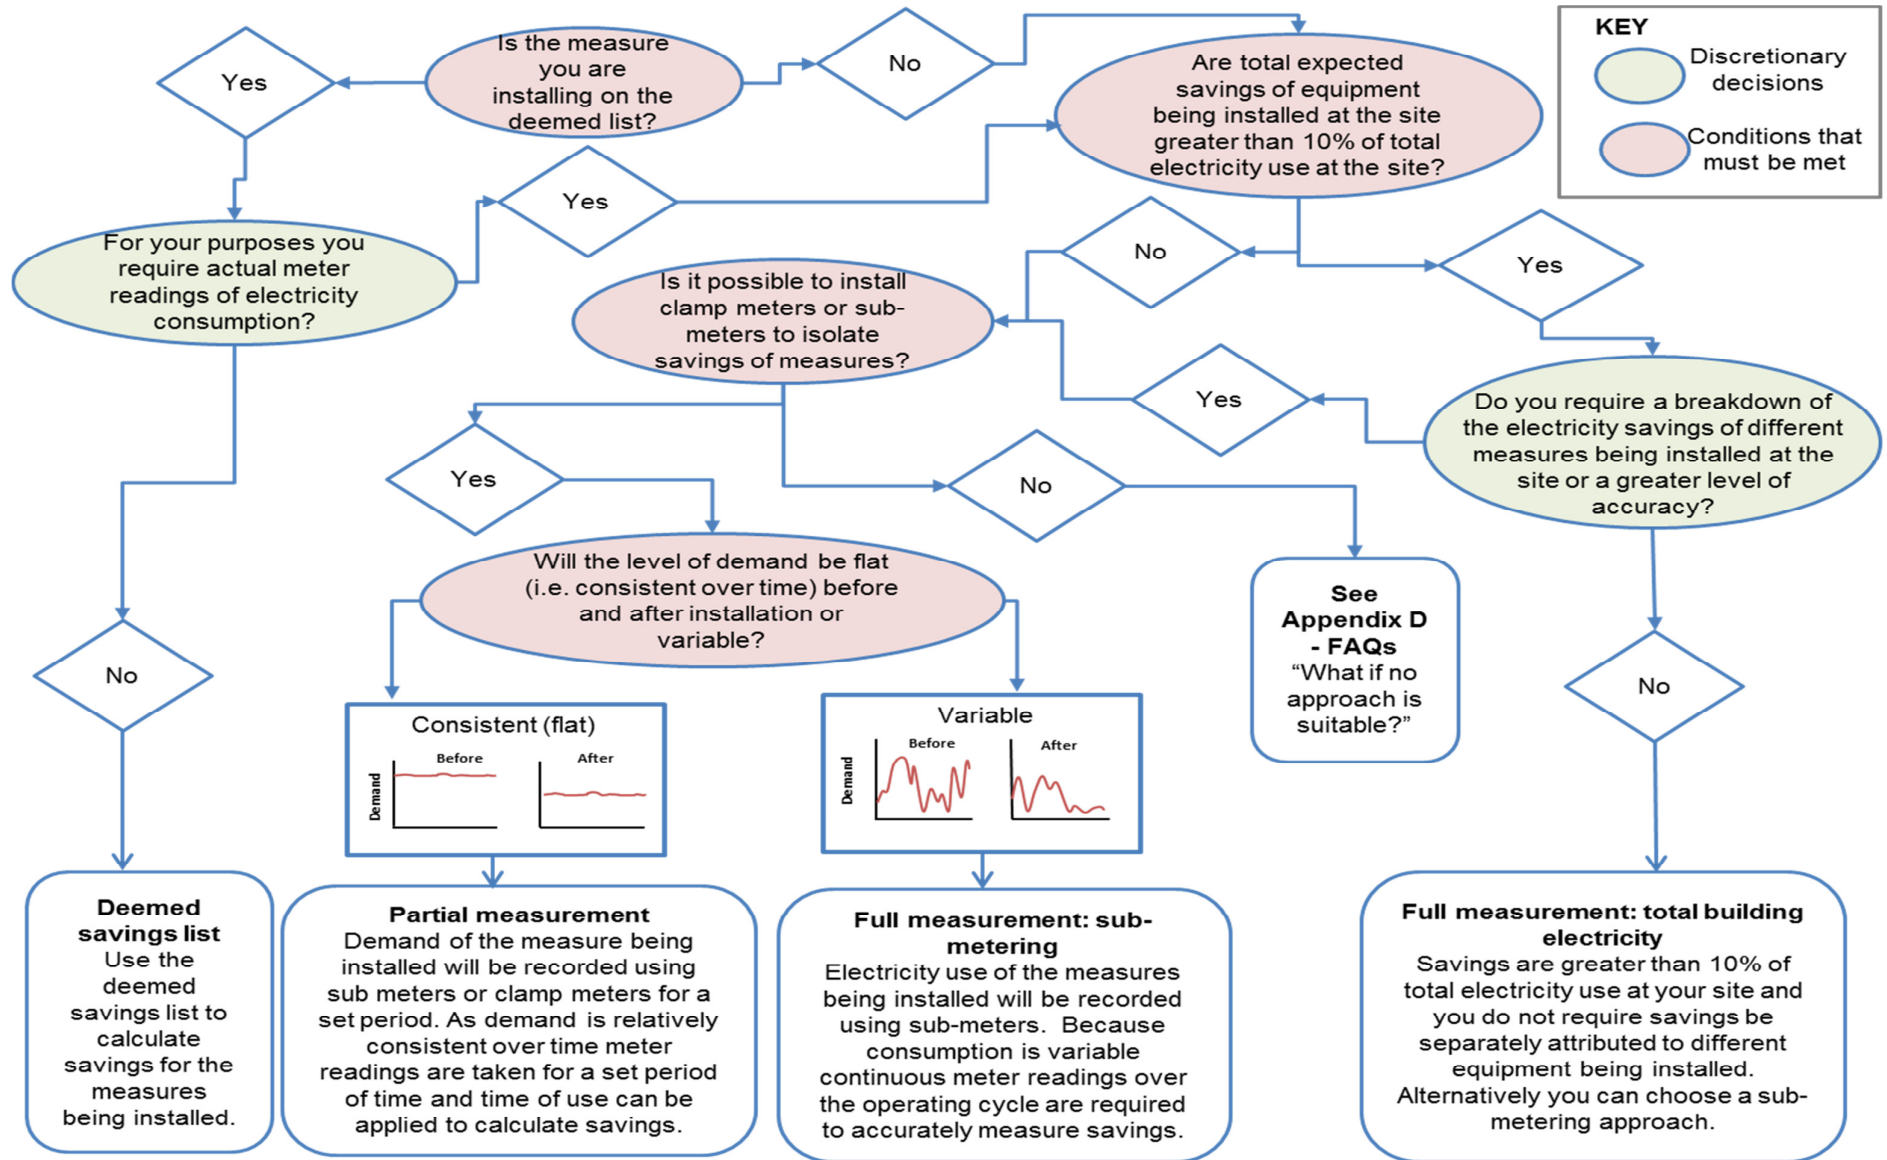 Is the measure
you are
installing on the
deemed list?
Yes
No
Are total expected
savings of equipment
being installed at the site
greater than 10% of total
electricity use at the site?
KEY
Discretionary
decisions
Conditions that
must be met
For your purposes you
require actual meter
readings of electricity
consumption?
Yes
No
Yes
Is it possible to install
clamp meters or sub-
meters to isolate
savings of measures?
Yes
Do you require a breakdown of
the electricity savings of different
measures being installed at the
site or a greater level of
accuracy?
Yes
No
Will the level of demand be flat
(i.e. consistent over time) before
and after installation or
variable?
See
Appendix D
- FAQs
“What if no
approach is
suitable?”
No
No
Consistent (flat)
Before
After
Demand
Variable
Before
After
Demand
Deemed
savings list
Use the
deemed
savings list to
calculate
savings for the
measures
being installed.
Partial measurement
Demand of the measure being
installed will be recorded using
sub meters or clamp meters for a
set period. As demand is relatively
consistent over time meter
readings are taken for a set period
of time and time of use can be
applied to calculate savings.
Full measurement: sub-
metering
Electricity use of the measures
being installed will be recorded
using sub-meters. Because
consumption is variable
continuous meter readings over
the operating cycle are required
to accurately measure savings.
Full measurement: total building
electricity
Savings are greater than 10% of
total electricity use at your site and
you do not require savings be
separately attributed to different
equipment being installed.
Alternatively you can choose a sub-
metering approach.